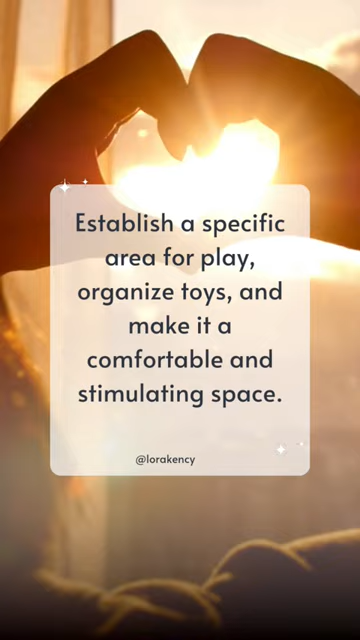 Establish a specific
area for play,
organize toys, and
make it a
comfortable and
stimulating space.
@lorakency